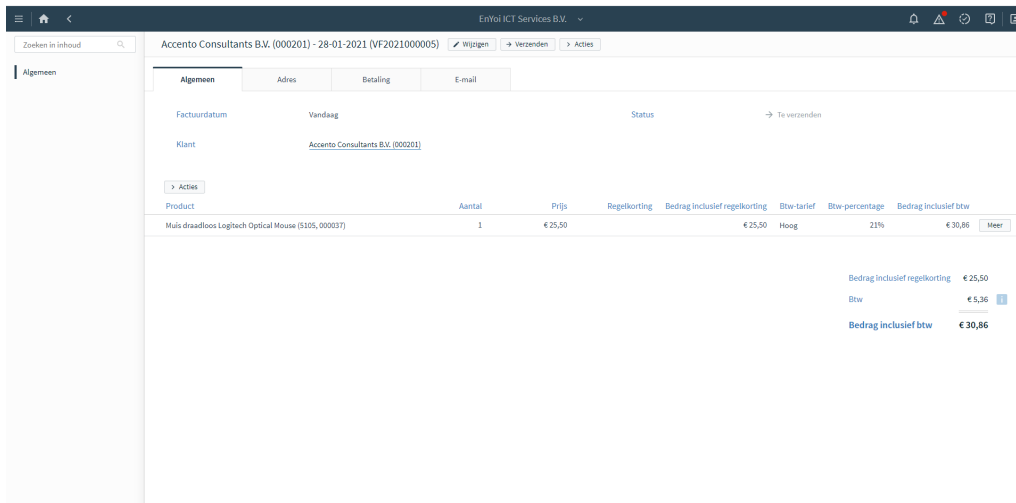 EnYoi ICT Services B.V.
Zoeken in inhoud
Algemeen
Accento Consultants B.V. (000201) - 28-01-2021 (VF2021000005) Wijzigen Verzenden Acties
Algemeen Adres Betaling E-mail
Factuurdatum Vandaag Status Te verzenden
Klant Accento Consultants B.V. (000201)
Acties
Product Aantal Prijs Regelkorting Bedrag inclusief regelkorting Btw-tarief Btw-percentage Bedrag inclusief btw
Muis draadloos Logitech Optical Mouse (5105, 000037) 1 € 25,50 € 25,50 Hoog 21% € 30,86 Meer
Bedrag inclusief regelkorting € 25,50
Btw € 5,36
Bedrag inclusief btw € 30,86